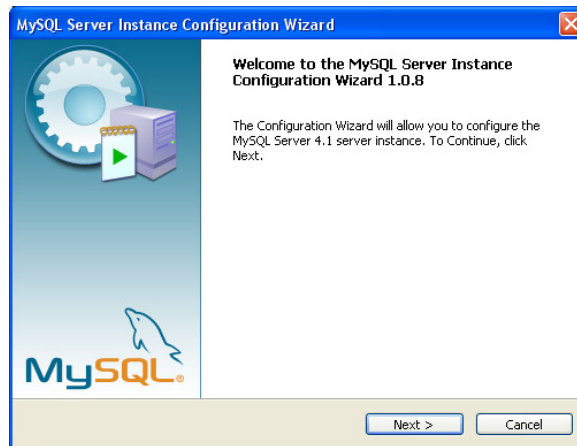 MySQL Server Instance Configuration Wizard
Welcome to the MySQL Server Instance
Configuration Wizard 1.0.8
The Configuration Wizard will allow you to configure the
MySQL Server 4.1 server instance. To Continue, click
Next.
MySQL®
Next >
Cancel